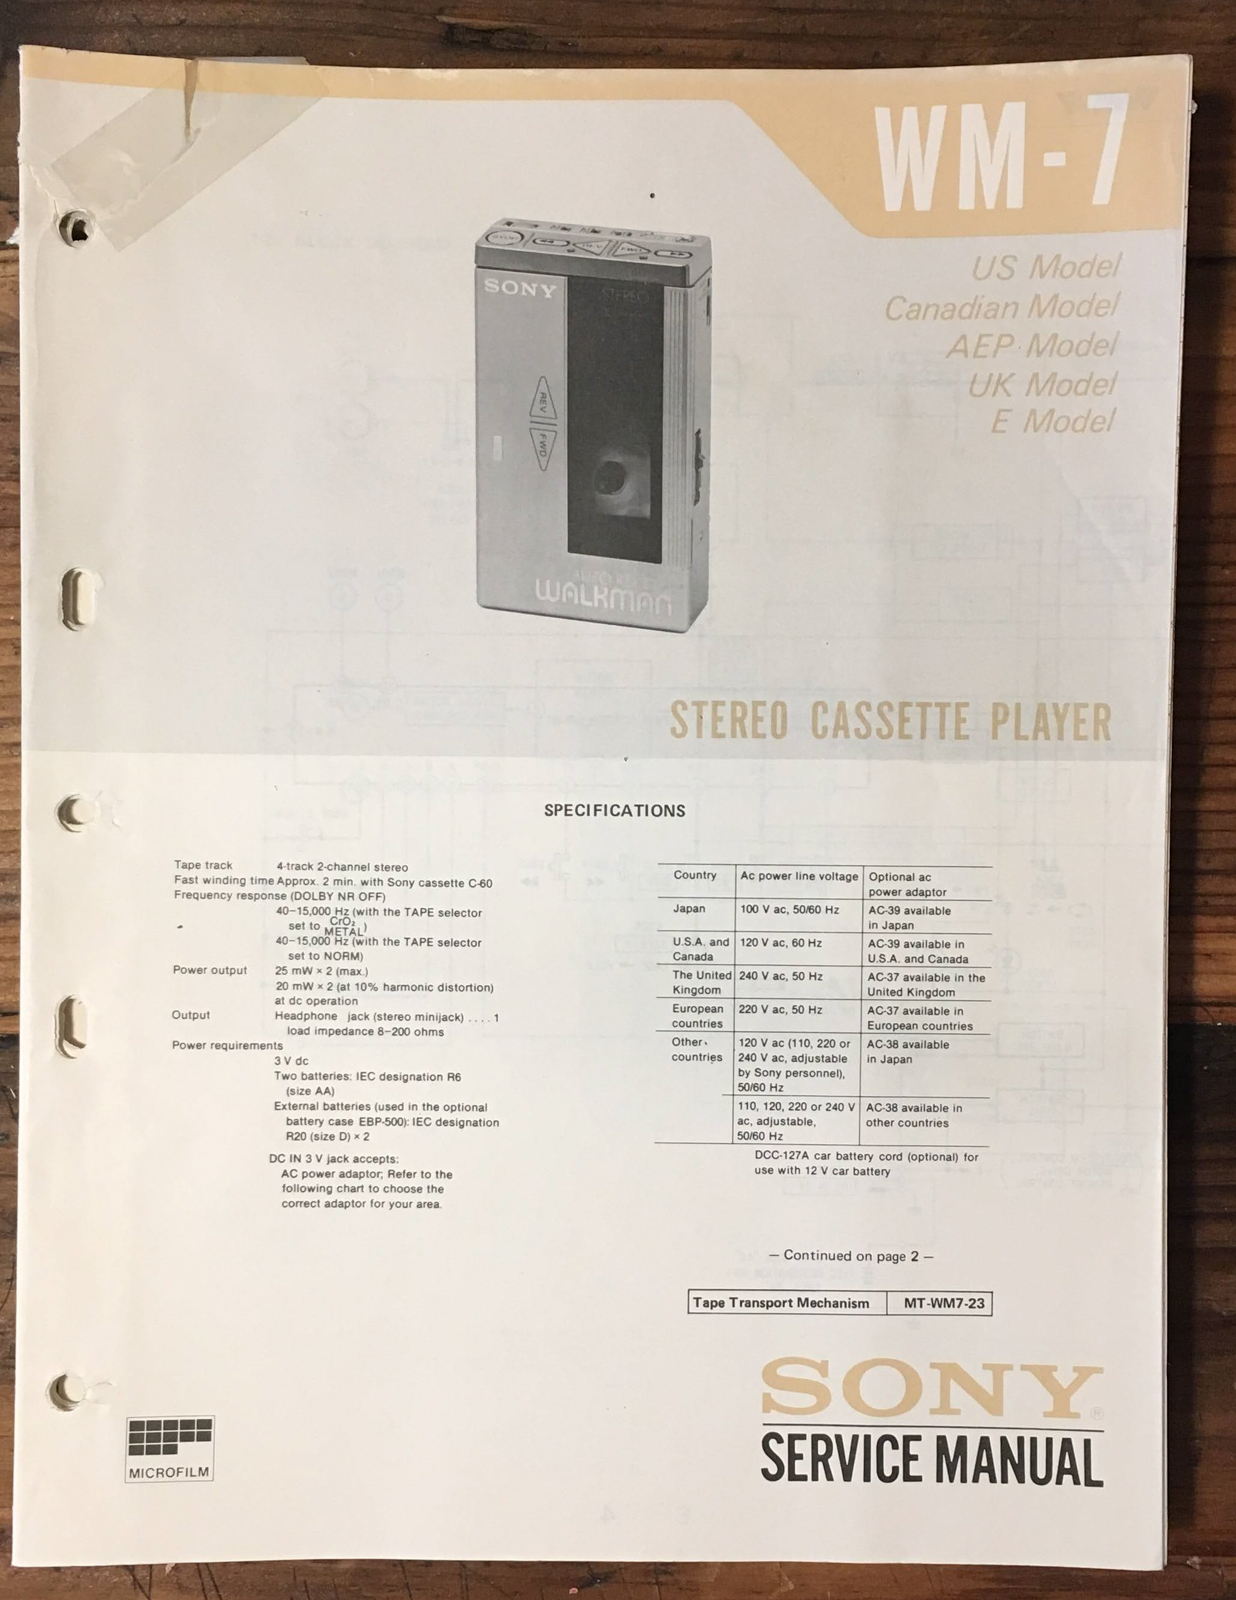 WM-7
US Model
Canadian Model
AEP Model
UK Model
E Model
SONY
STEREO
REV
FWD
WALKMAN
STEREO CASSETTE PLAYER
SPECIFICATIONS
Tape track 4-track 2-channel stereo
Fast winding time Approx. 2 min. with Sony cassette C-60
Frequency response (DOLBY NR OFF)
40–15,000 Hz (with the TAPE selector
set to CrO₂ METAL)
40–15,000 Hz (with the TAPE selector
set to NORM)
Power output 25 mW × 2 (max.)
20 mW × 2 (at 10% harmonic distortion)
at dc operation
Output Headphone jack (stereo minijack) .... 1
load impedance 8–200 ohms
Power requirements
3 V dc
Two batteries: IEC designation R6
(size AA)
External batteries (used in the optional
battery case EBP-500): IEC designation
R20 (size D) × 2
DC IN 3 V jack accepts:
AC power adaptor; Refer to the
following chart to choose the
correct adaptor for your area.
Country Ac power line voltage Optional ac
power adaptor
Japan 100 V ac, 50/60 Hz AC-39 available
in Japan
U.S.A. and 120 V ac, 60 Hz AC-39 available in
Canada U.S.A. and Canada
The United 240 V ac, 50 Hz AC-37 available in the
Kingdom United Kingdom
European 220 V ac, 50 Hz AC-37 available in
countries European countries
Other 120 V ac (110, 220 or AC-38 available
countries 240 V ac, adjustable in Japan
by Sony personnel),
50/60 Hz
110, 120, 220 or 240 V AC-38 available in
ac, adjustable, other countries
50/60 Hz
DCC-127A car battery cord (optional) for
use with 12 V car battery
— Continued on page 2 —
Tape Transport Mechanism MT-WM7-23
SONY®
SERVICE MANUAL
MICROFILM